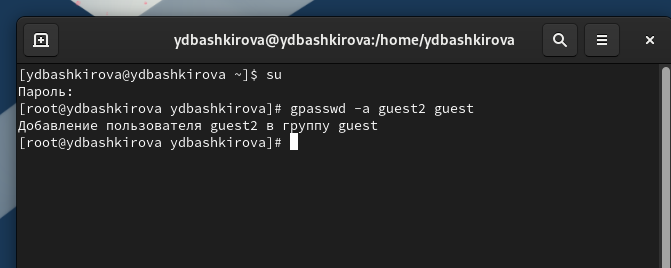 ydbashkirova@ydbashkirova:/home/ydbashkirova
[ydbashkirova@ydbashkirova ~]$ su
Пароль:
[root@ydbashkirova ydbashkirova]# gpasswd -a guest2 guest
Добавление пользователя guest2 в группу guest
[root@ydbashkirova ydbashkirova]#